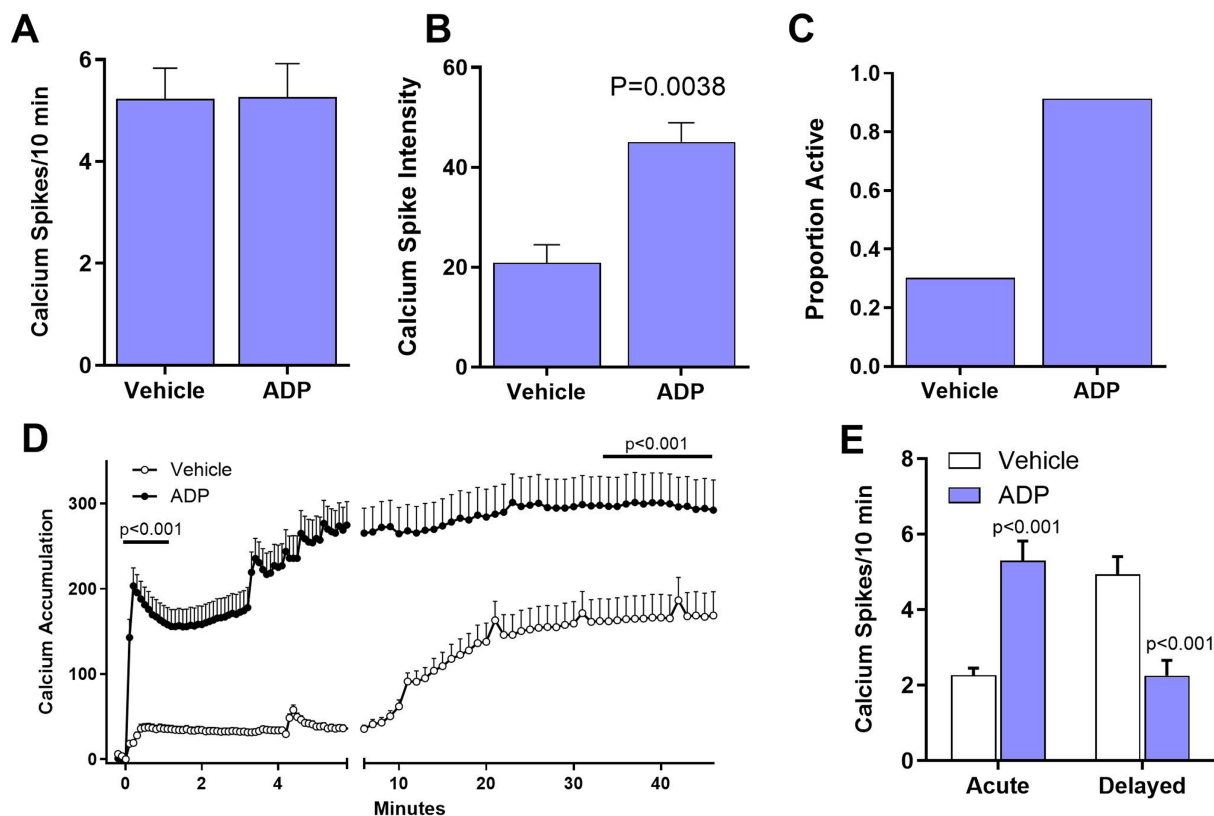 A
Calcium Spikes/10 min
6
4
2
0
Vehicle
ADP
B
Calcium Spike Intensity
60
40
20
0
P=0.0038
Vehicle
ADP
C
Proportion Active
1.0
0.8
0.6
0.4
0.2
0.0
Vehicle
ADP
D
Calcium Accumulation
300
200
100
0
Vehicle
ADP
p<0.001
p<0.001
0
2
4
10
20
30
40
Minutes
E
Calcium Spikes/10 min
8
6
4
2
0
Vehicle
ADP
p<0.001
p<0.001
Acute
Delayed